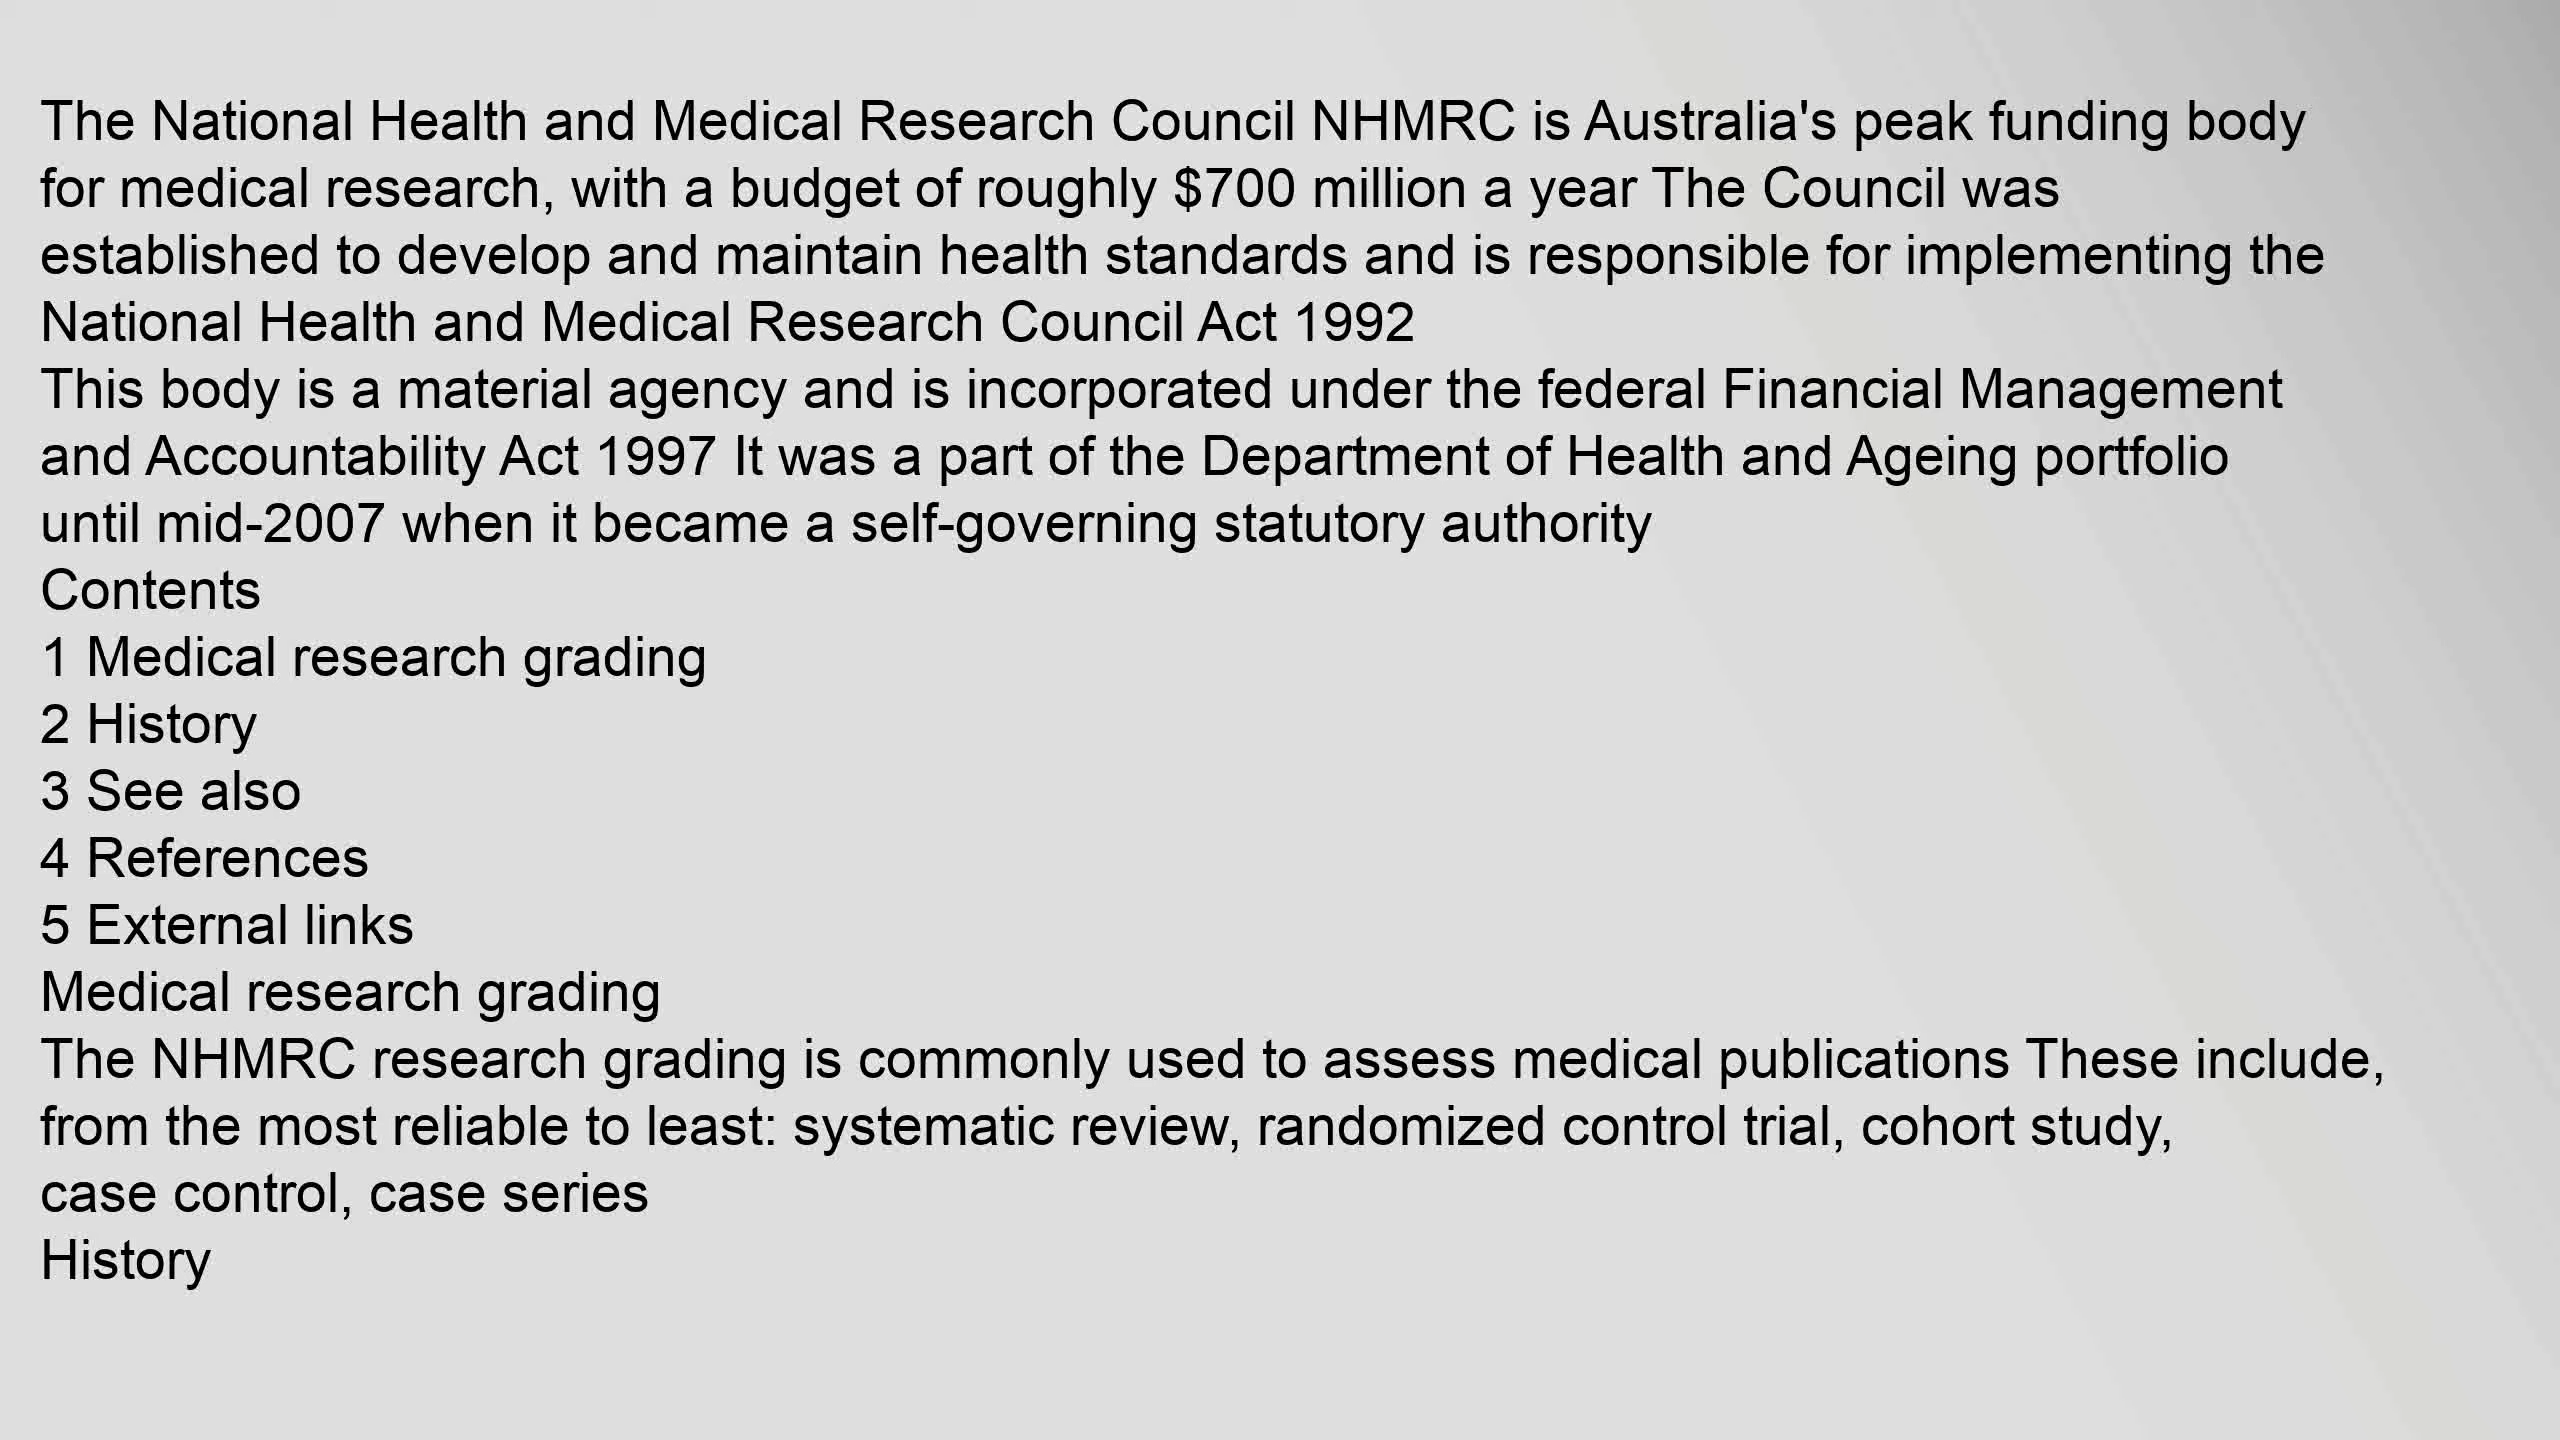 The National Health and Medical Research Council NHMRC is Australia's peak funding body
for medical research, with a budget of roughly $700 million a year The Council was
established to develop and maintain health standards and is responsible for implementing the
National Health and Medical Research Council Act 1992
This body is a material agency and is incorporated under the federal Financial Management
and Accountability Act 1997 It was a part of the Department of Health and Ageing portfolio
until mid-2007 when it became a self-governing statutory authority
Contents
1 Medical research grading
2 History
3 See also
4 References
5 External links
Medical research grading
The NHMRC research grading is commonly used to assess medical publications These include,
from the most reliable to least: systematic review, randomized control trial, cohort study,
case control, case series
History